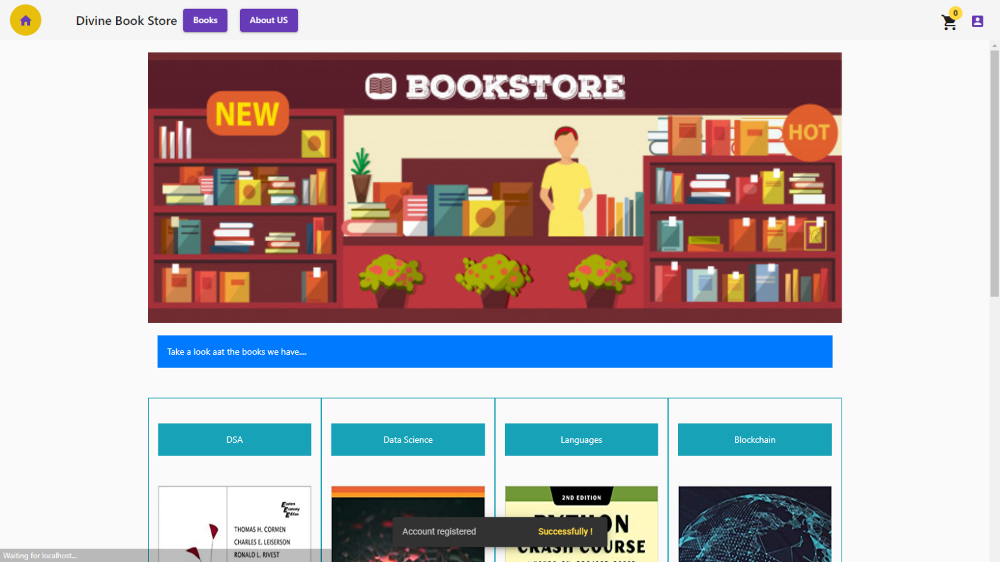 Divine Book Store
Books
About US
0
BOOKSTORE
NEW
HOT
Take a look aat the books we have....
DSA
Data Science
Languages
Blockchain
Eastern
Economy
Edition
THOMAS H. CORMEN
CHARLES E. LEISERSON
RONALD L. RIVEST
2ND EDITION
PYTHON
CRASH COURSE
Account registered
Successfully !
Waiting for localhost...